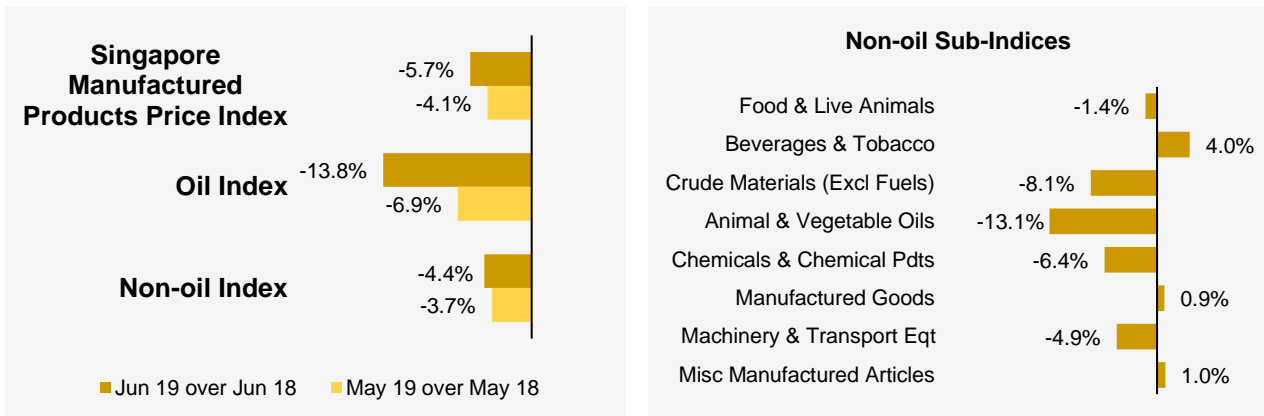 Singapore
Manufactured
Products Price Index
-5.7%
-4.1%
Oil Index
-13.8%
-6.9%
Non-oil Index
-4.4%
-3.7%
Jun 19 over Jun 18
May 19 over May 18
Non-oil Sub-Indices
Food & Live Animals
-1.4%
Beverages & Tobacco
4.0%
Crude Materials (Excl Fuels)
-8.1%
Animal & Vegetable Oils
-13.1%
Chemicals & Chemical Pdts
-6.4%
Manufactured Goods
0.9%
Machinery & Transport Eqt
-4.9%
Misc Manufactured Articles
1.0%